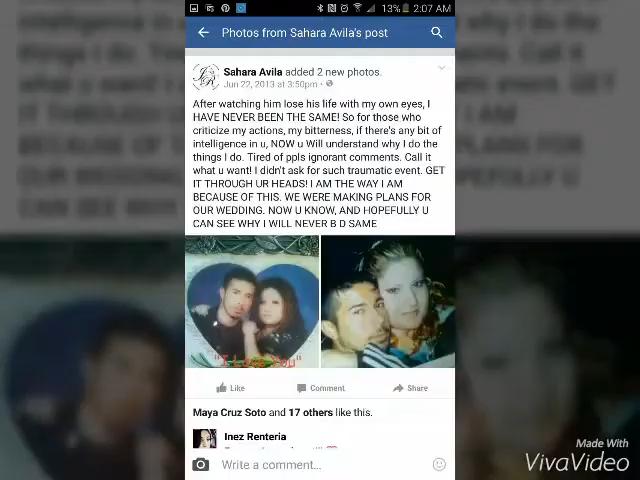 13% 2:07 AM
Photos from Sahara Avila's post
Sahara Avila added 2 new photos.
Jun 22, 2013 at 3:50pm •
After watching him lose his life with my own eyes, I
HAVE NEVER BEEN THE SAME! So for those who
criticize my actions, my bitterness, if there's any bit of
intelligence in u, NOW u Will understand why I do the
things I do. Tired of ppls ignorant comments. Call it
what u want! I didn't ask for such traumatic event. GET
IT THROUGH UR HEADS! I AM THE WAY I AM
BECAUSE OF THIS. WE WERE MAKING PLANS FOR
OUR WEDDING. NOW U KNOW, AND HOPEFULLY U
CAN SEE WHY I WILL NEVER B D SAME
"I Love You"
Like Comment Share
Maya Cruz Soto and 17 others like this.
Inez Renteria
Write a comment...
Made With
VivaVideo